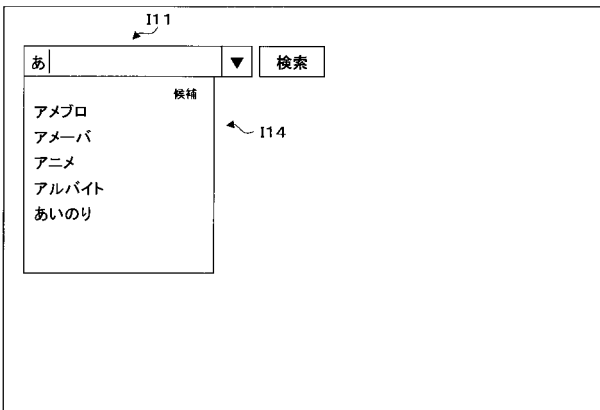 I11
あ ▼ 検索
候補
アメブロ
アメーバ
I14
アニメ
アルバイト
あいのり